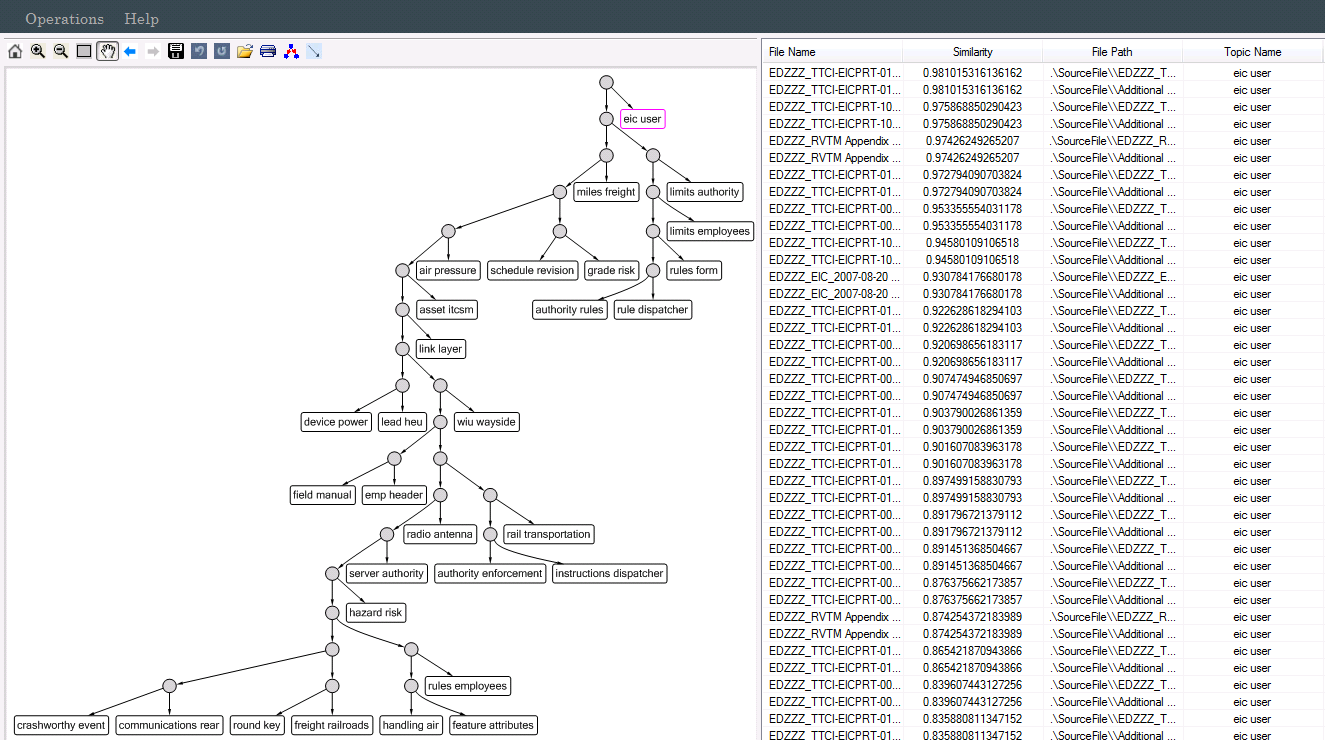 Operations Help
File Name Similarity File Path Topic Name
EDZZZ_TTCI-EICPRT-01... 0.981015316136162 .\SourceFile\\EDZZZ_T... eic user
EDZZZ_TTCI-EICPRT-01... 0.981015316136162 .\SourceFile\\Additional ... eic user
EDZZZ_TTCI-EICPRT-10... 0.975868850290423 .\SourceFile\\EDZZZ_T... eic user
EDZZZ_TTCI-EICPRT-10... 0.975868850290423 .\SourceFile\\Additional ... eic user
EDZZZ_RVTM Appendix ... 0.97426249265207 .\SourceFile\\EDZZZ_R... eic user
EDZZZ_RVTM Appendix ... 0.97426249265207 .\SourceFile\\Additional ... eic user
EDZZZ_TTCI-EICPRT-01... 0.972794090703824 .\SourceFile\\EDZZZ_T... eic user
EDZZZ_TTCI-EICPRT-01... 0.972794090703824 .\SourceFile\\Additional ... eic user
EDZZZ_TTCI-EICPRT-00... 0.953355554031178 .\SourceFile\\EDZZZ_T... eic user
EDZZZ_TTCI-EICPRT-00... 0.953355554031178 .\SourceFile\\Additional ... eic user
EDZZZ_TTCI-EICPRT-10... 0.94580109106518 .\SourceFile\\EDZZZ_T... eic user
EDZZZ_TTCI-EICPRT-10... 0.94580109106518 .\SourceFile\\Additional ... eic user
EDZZZ_EIC_2007-08-20 ... 0.930784176680178 .\SourceFile\\EDZZZ_E... eic user
EDZZZ_EIC_2007-08-20 ... 0.930784176680178 .\SourceFile\\Additional ... eic user
EDZZZ_TTCI-EICPRT-01... 0.922628618294103 .\SourceFile\\EDZZZ_T... eic user
EDZZZ_TTCI-EICPRT-01... 0.922628618294103 .\SourceFile\\Additional ... eic user
EDZZZ_TTCI-EICPRT-00... 0.920698656183117 .\SourceFile\\EDZZZ_T... eic user
EDZZZ_TTCI-EICPRT-00... 0.920698656183117 .\SourceFile\\Additional ... eic user
EDZZZ_TTCI-EICPRT-00... 0.907474946850697 .\SourceFile\\EDZZZ_T... eic user
EDZZZ_TTCI-EICPRT-00... 0.907474946850697 .\SourceFile\\Additional ... eic user
EDZZZ_TTCI-EICPRT-01... 0.903790026861359 .\SourceFile\\EDZZZ_T... eic user
EDZZZ_TTCI-EICPRT-01... 0.903790026861359 .\SourceFile\\Additional ... eic user
EDZZZ_TTCI-EICPRT-00... 0.901607083963178 .\SourceFile\\EDZZZ_T... eic user
EDZZZ_TTCI-EICPRT-00... 0.901607083963178 .\SourceFile\\Additional ... eic user
EDZZZ_TTCI-EICPRT-01... 0.897499158830793 .\SourceFile\\EDZZZ_T... eic user
EDZZZ_TTCI-EICPRT-01... 0.897499158830793 .\SourceFile\\Additional ... eic user
EDZZZ_TTCI-EICPRT-00... 0.891796721379112 .\SourceFile\\EDZZZ_T... eic user
EDZZZ_TTCI-EICPRT-00... 0.891796721379112 .\SourceFile\\Additional ... eic user
EDZZZ_TTCI-EICPRT-00... 0.891451368504667 .\SourceFile\\EDZZZ_T... eic user
EDZZZ_TTCI-EICPRT-00... 0.891451368504667 .\SourceFile\\Additional ... eic user
EDZZZ_TTCI-EICPRT-00... 0.876375662173857 .\SourceFile\\EDZZZ_T... eic user
EDZZZ_TTCI-EICPRT-00... 0.876375662173857 .\SourceFile\\Additional ... eic user
EDZZZ_RVTM Appendix ... 0.874254372183989 .\SourceFile\\EDZZZ_R... eic user
EDZZZ_RVTM Appendix ... 0.874254372183989 .\SourceFile\\Additional ... eic user
EDZZZ_TTCI-EICPRT-01... 0.865421870943866 .\SourceFile\\EDZZZ_T... eic user
EDZZZ_TTCI-EICPRT-01... 0.865421870943866 .\SourceFile\\Additional ... eic user
EDZZZ_TTCI-EICPRT-00... 0.839607443127256 .\SourceFile\\EDZZZ_T... eic user
EDZZZ_TTCI-EICPRT-00... 0.839607443127256 .\SourceFile\\Additional ... eic user
EDZZZ_TTCI-EICPRT-01... 0.835880811347152 .\SourceFile\\EDZZZ_T... eic user
EDZZZ_TTCI-EICPRT-01... 0.835880811347152 .\SourceFile\\Additional ... eic user
eic user
miles freight limits authority
limits employees
air pressure schedule revision grade risk rules form
asset itcsm authority rules rule dispatcher
link layer
device power lead heu wiu wayside
field manual emp header
radio antenna rail transportation
server authority authority enforcement instructions dispatcher
hazard risk
rules employees
crashworthy event communications rear round key freight railroads handling air feature attributes